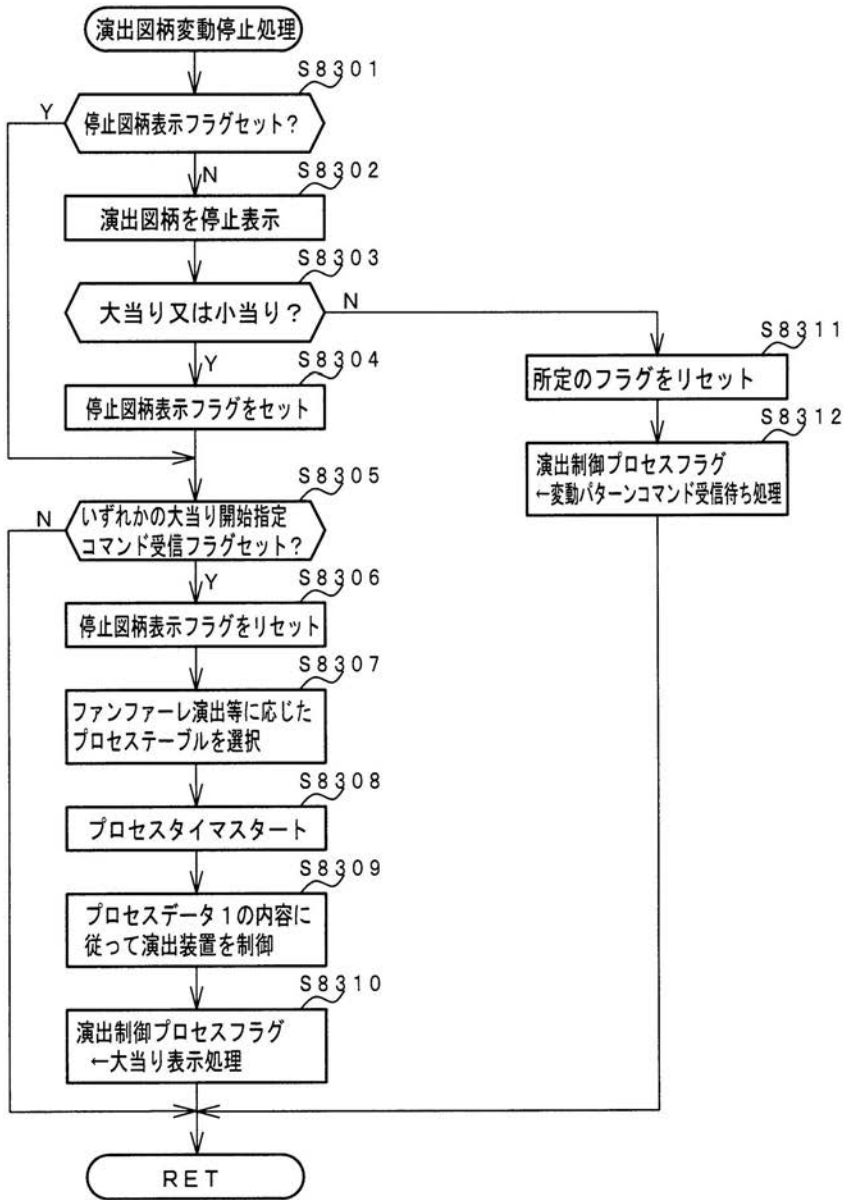 演出図柄変動停止処理
S8301
Y
停止図柄表示フラグセット？
N
S8302
演出図柄を停止表示
S8303
大当り又は小当り？
N
Y
S8304
停止図柄表示フラグをセット
S8305
N
いずれかの大当り開始指定
コマンド受信フラグセット？
Y
S8306
停止図柄表示フラグをリセット
S8307
ファンファーレ演出等に応じた
プロセステーブルを選択
S8308
プロセスタイマスタート
S8309
プロセスデータ１の内容に
従って演出装置を制御
S8310
演出制御プロセスフラグ
←大当り表示処理
S8311
所定のフラグをリセット
S8312
演出制御プロセスフラグ
←変動パターンコマンド受信待ち処理
RET